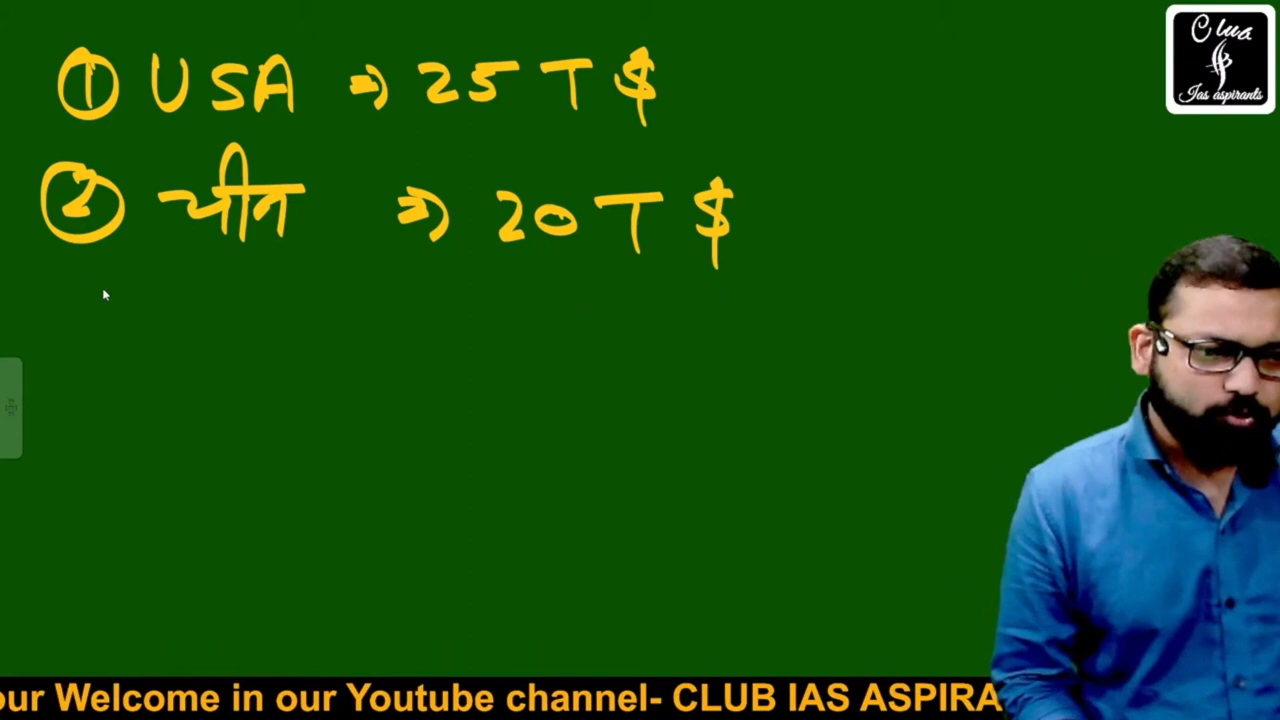 ① USA ⇒ 25 T $
② चीन ⇒ 20 T $
Club
Ias aspirants
our Welcome in our Youtube channel- CLUB IAS ASPIRA